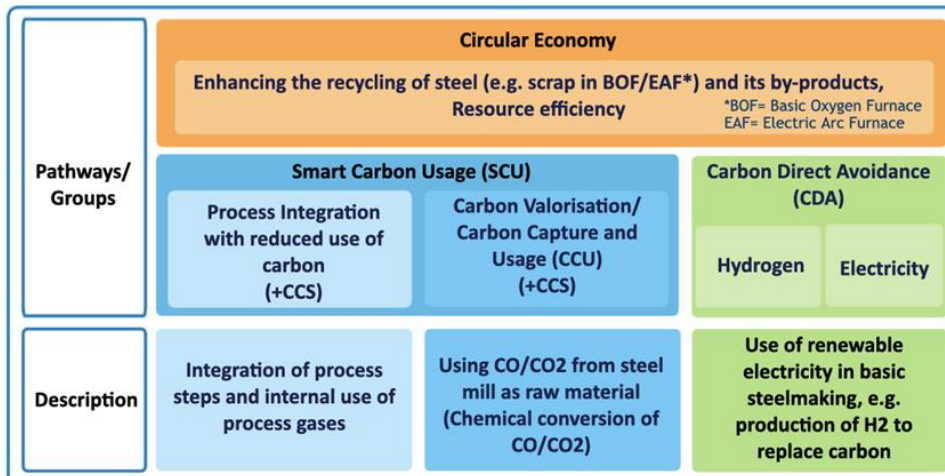 Circular Economy
Enhancing the recycling of steel (e.g. scrap in BOF/EAF*) and its by-products,
Resource efficiency
*BOF= Basic Oxygen Furnace
EAF= Electric Arc Furnace
Pathways/
Groups
Smart Carbon Usage (SCU)
Process Integration
with reduced use of
carbon
(+CCS)
Carbon Valorisation/
Carbon Capture and
Usage (CCU)
(+CCS)
Carbon Direct Avoidance
(CDA)
Hydrogen
Electricity
Description
Integration of process
steps and internal use of
process gases
Using CO/CO2 from steel
mill as raw material
(Chemical conversion of
CO/CO2)
Use of renewable
electricity in basic
steelmaking, e.g.
production of H2 to
replace carbon